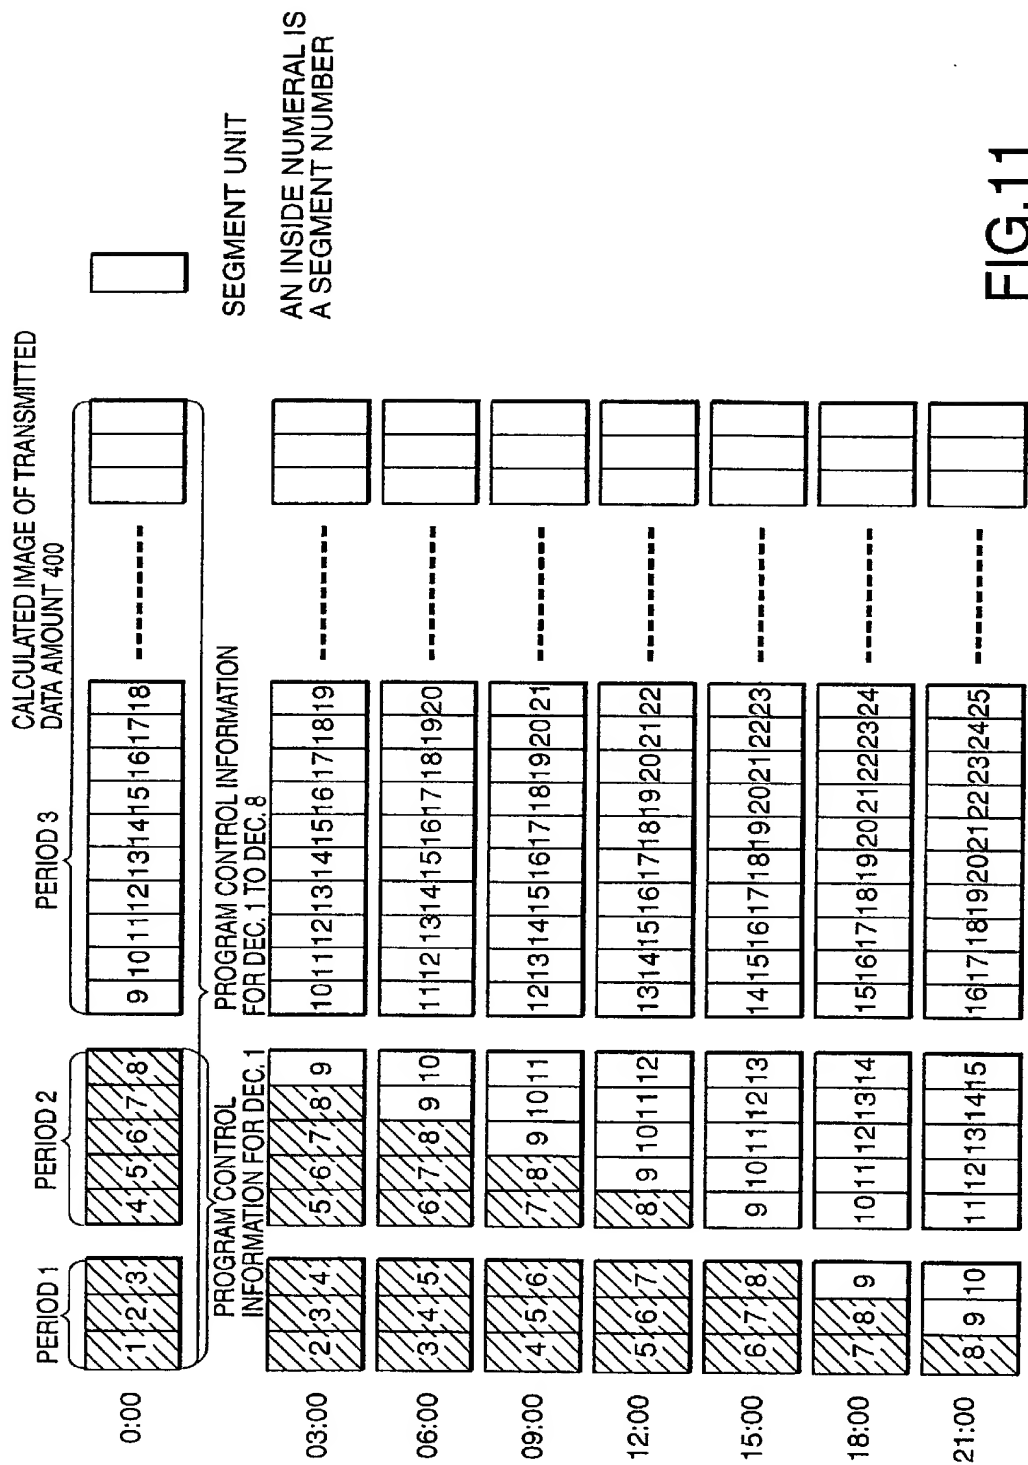 CALCULATED IMAGE OF TRANSMITTED
DATA AMOUNT 400
PERIOD 1
PERIOD 2
PERIOD 3
0:00
1 2 3
4 5 6 7 8
9 10 11 12 13 14 15 16 17 18
PROGRAM CONTROL
INFORMATION FOR DEC. 1
PROGRAM CONTROL INFORMATION
FOR DEC. 1 TO DEC. 8
03:00
2 3 4
5 6 7 8 9
10 11 12 13 14 15 16 17 18 19
06:00
3 4 5
6 7 8 9 10
11 12 13 14 15 16 17 18 19 20
09:00
4 5 6
7 8 9 10 11
12 13 14 15 16 17 18 19 20 21
12:00
5 6 7
8 9 10 11 12
13 14 15 16 17 18 19 20 21 22
15:00
6 7 8
9 10 11 12 13
14 15 16 17 18 19 20 21 22 23
18:00
7 8 9
10 11 12 13 14
15 16 17 18 19 20 21 22 23 24
21:00
8 9 10
11 12 13 14 15
16 17 18 19 20 21 22 23 24 25
SEGMENT UNIT
AN INSIDE NUMERAL IS
A SEGMENT NUMBER
FIG.11